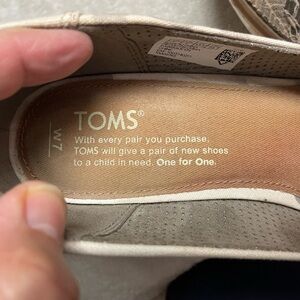 TOMS®
W7
With every pair you purchase,
TOMS will give a pair of new shoes
to a child in need. One for One.